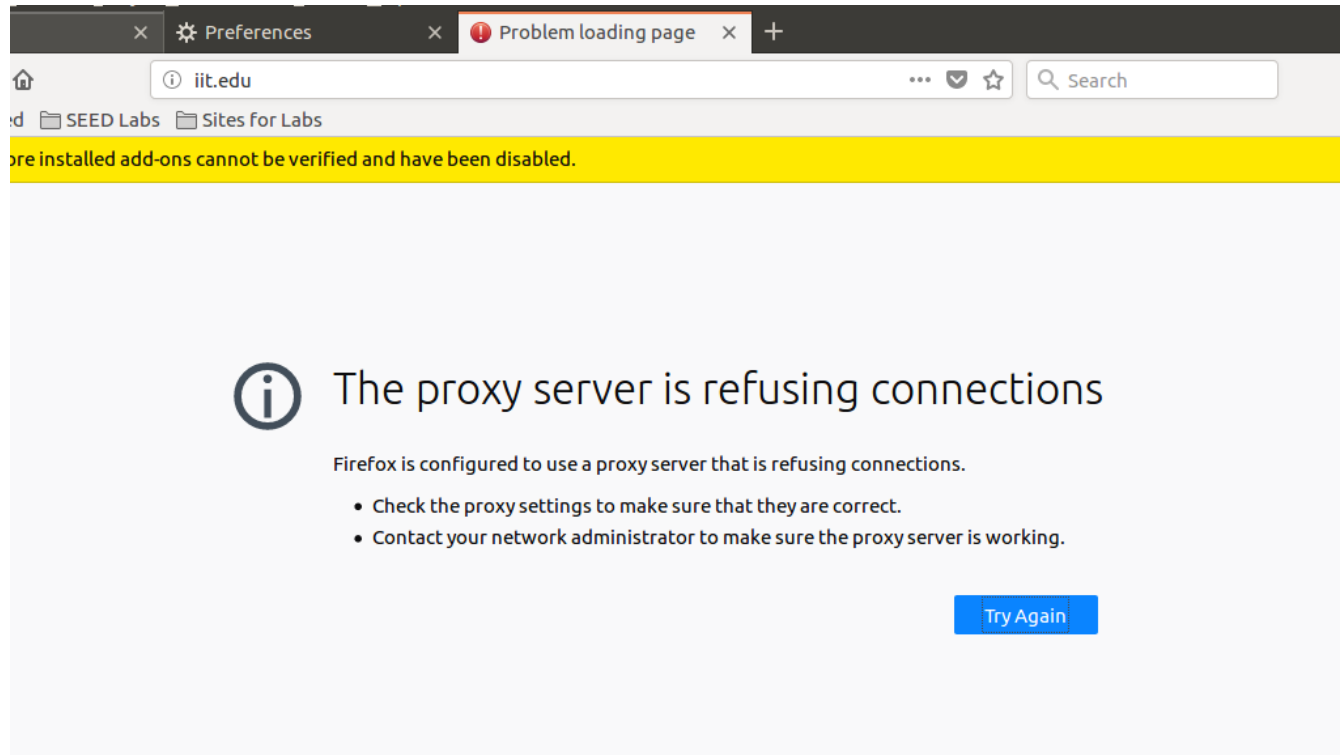 Preferences
Problem loading page
iit.edu
Search
SEED Labs
Sites for Labs
installed add-ons cannot be verified and have been disabled.
The proxy server is refusing connections
Firefox is configured to use a proxy server that is refusing connections.
• Check the proxy settings to make sure that they are correct.
• Contact your network administrator to make sure the proxy server is working.
Try Again